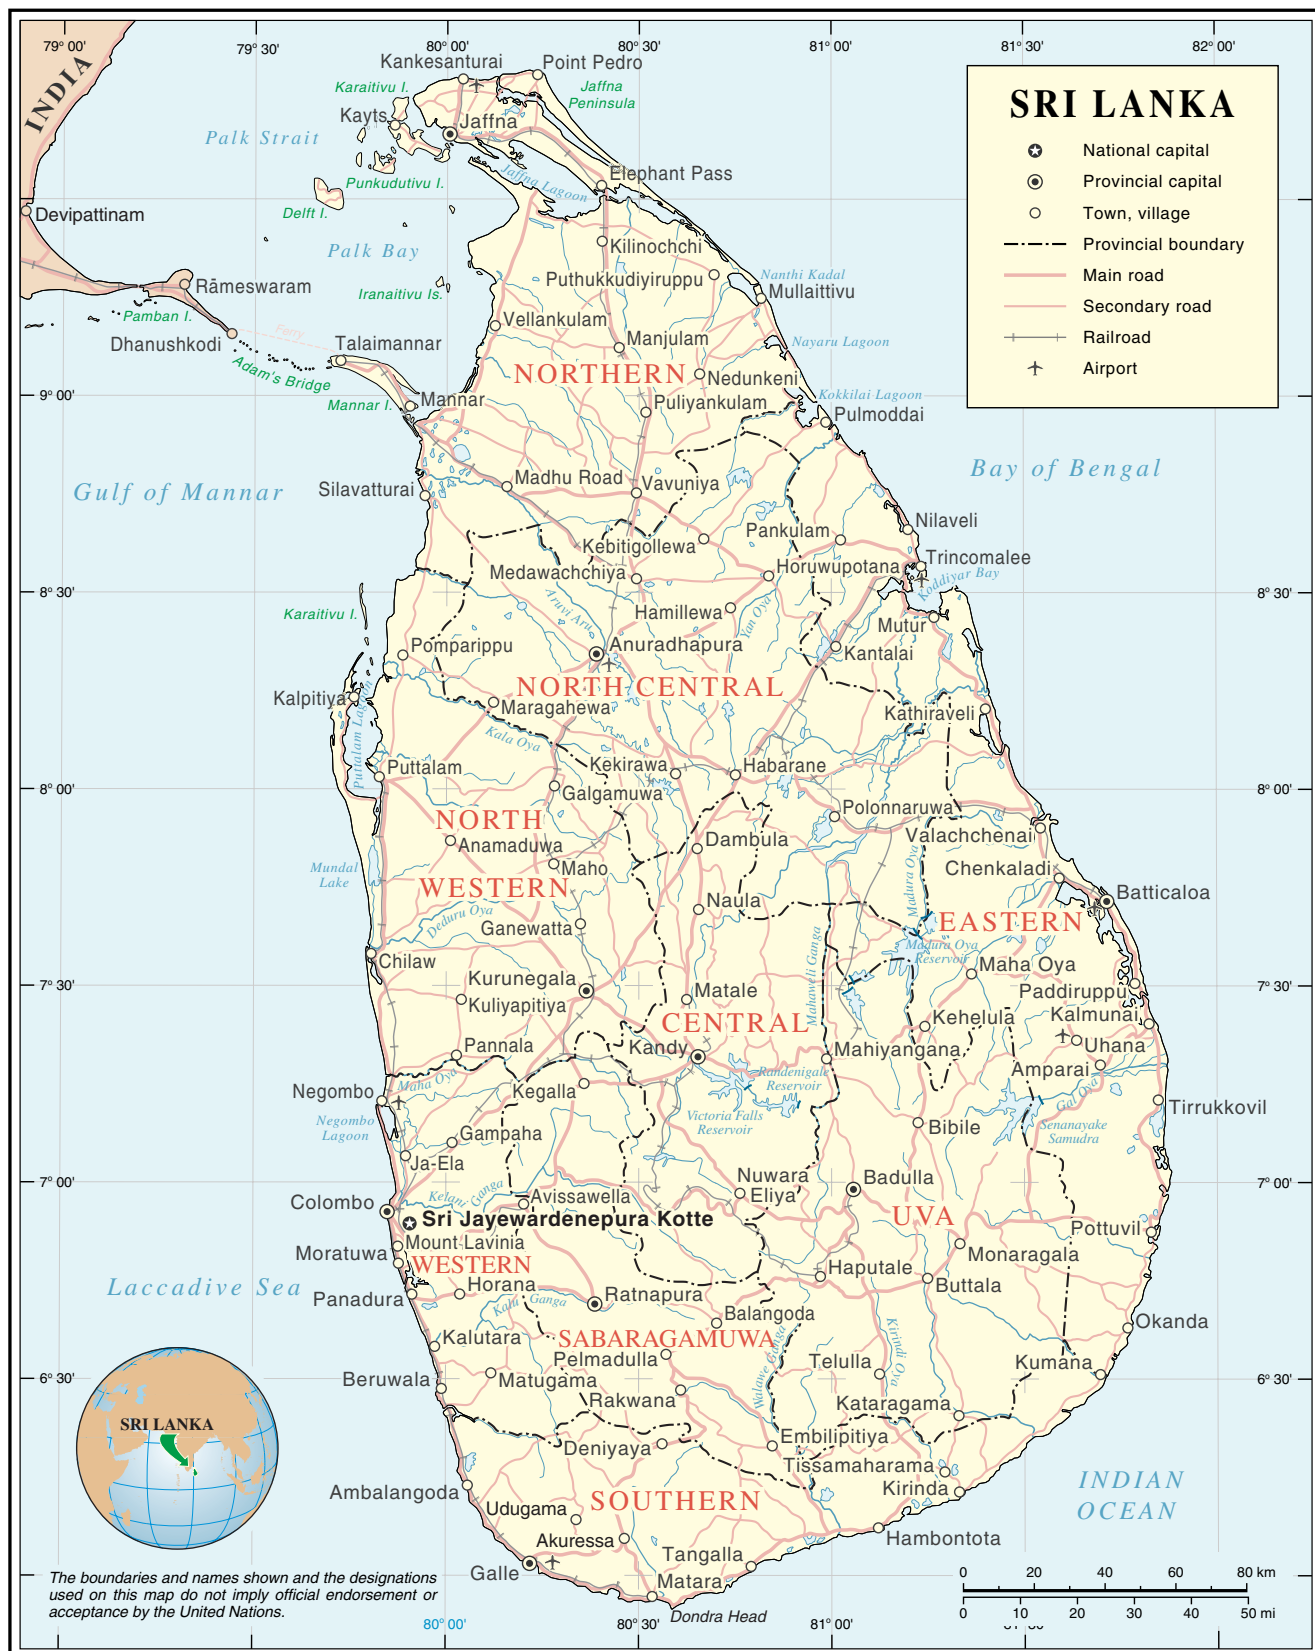 79° 00'
79° 30'
80° 00'
80° 30'
81° 00'
81° 30'
82° 00'
INDIA
Kankesanturai
Point Pedro
Karaitivu I.
Jaffna
Peninsula
Kayts
Jaffna
Palk Strait
Elephant Pass
Jaffna Lagoon
Punkudutivu I.
Delft I.
Devipattinam
Palk Bay
Kilinochchi
Puthukkudiyiruppu
Nanthi Kadal
Mullaittivu
Rāmeswaram
Iranaitivu Is.
Pamban I.
Vellankulam
Ferry
Dhanushkodi
Talaimannar
Manjulam
Nayaru Lagoon
Adam's Bridge
NORTHERN
Nedunkeni
Kokkilai Lagoon
9° 00'
Mannar I.
Mannar
Puliyankulam
Pulmoddai
SRI LANKA
National capital
Provincial capital
Town, village
Provincial boundary
Main road
Secondary road
Railroad
Airport
Gulf of Mannar
Bay of Bengal
Silavatturai
Madhu Road
Vavuniya
Nilaveli
Pankulam
Kebitigollewa
Trincomalee
Medawachchiya
Horuwupotana
Koddiyar Bay
8° 30'
8° 30'
Karaitivu I.
Aruvi Aru
Hamillewa
Yan Oya
Mutur
Pomparippu
Anuradhapura
Kantalai
NORTH CENTRAL
Kalpitiya
Maragahewa
Kathiraveli
Puttalam Lagoon
Kala Oya
Puttalam
Kekirawa
Habarane
8° 00'
8° 00'
Galgamuwa
Polonnaruwa
NORTH
WESTERN
Valachchenai
Anamaduwa
Dambula
Mundal
Lake
Maho
Chenkaladi
Batticaloa
Madura Oya
Naula
EASTERN
Deduru Oya
Ganewatta
Madura Oya
Reservoir
Chilaw
Mahaweli Ganga
Maha Oya
7° 30'
7° 30'
Kurunegala
Matale
Paddiruppu
Kuliyapitiya
CENTRAL
Kehelula
Kalmunai
Pannala
Kandy
Mahiyangana
Uhana
Amparai
Negombo
Maha Oya
Kegalla
Randenigale
Reservoir
Gal Oya
Tirrukkovil
Negombo
Lagoon
Victoria Falls
Reservoir
Bibile
Senanayake
Samudra
Gampaha
Ja-Ela
7° 00'
7° 00'
Nuwara
Eliya
Badulla
Colombo
Kelani Ganga
Avissawella
Sri Jayewardenepura Kotte
UVA
Pottuvil
Mount Lavinia
Moratuwa
WESTERN
Monaragala
Laccadive Sea
Haputale
Buttala
Horana
Panadura
Kalu Ganga
Ratnapura
Balangoda
Okanda
Kalutara
SABARAGAMUWA
Walawe Ganga
Kirindi Oya
Pelmadulla
Telulla
Kumana
6° 30'
6° 30'
Beruwala
Matugama
Rakwana
Kataragama
SRI LANKA
Deniyaya
Embilipitiya
Tissamaharama
INDIAN
OCEAN
Ambalangoda
SOUTHERN
Kirinda
Udugama
Akuressa
Hambontota
Galle
Tangalla
Matara
Dondra Head
The boundaries and names shown and the designations
used on this map do not imply official endorsement or
acceptance by the United Nations.
0 20 40 60 80 km
0 10 20 30 40 50 mi
80° 00'
80° 30'
81° 00'
81° 30'